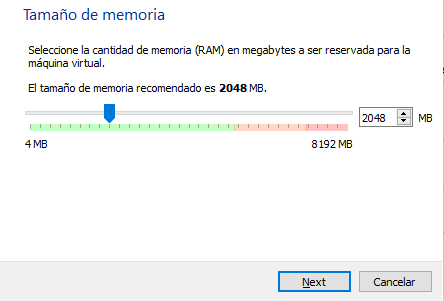 Tamaño de memoria
Seleccione la cantidad de memoria (RAM) en megabytes a ser reservada para la
máquina virtual.
El tamaño de memoria recomendado es 2048 MB.
2048 MB
4 MB 8192 MB
Next Cancelar